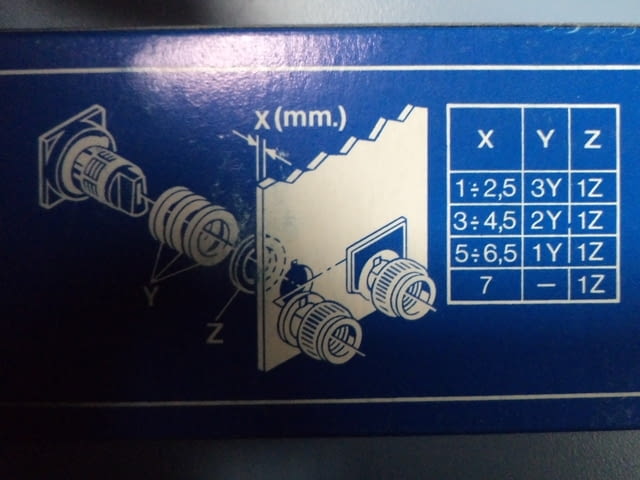 X (mm.)
Y
Z
X Y Z
1÷2,5 3Y 1Z
3÷4,5 2Y 1Z
5÷6,5 1Y 1Z
7 — 1Z